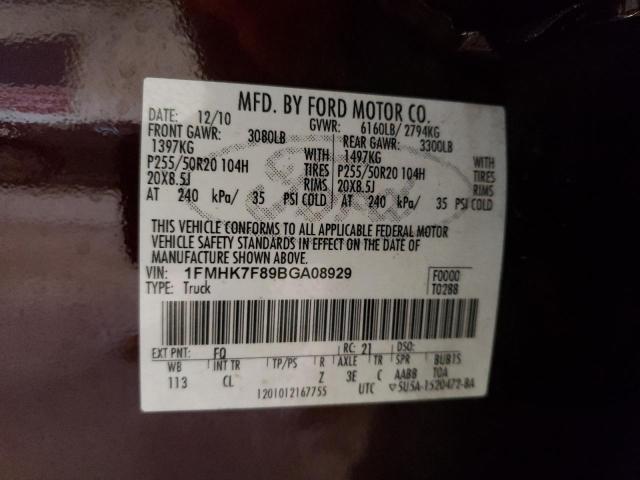 MFD. BY FORD MOTOR CO.
DATE: 12/10 GVWR: 6160LB/ 2794KG
FRONT GAWR: 3080LB REAR GAWR: 3300LB
1397KG WITH 1497KG WITH
P255/50R20 104H TIRES P255/50R20 104H TIRES
20X8.5J RIMS 20X8.5J RIMS
AT 240 kPa/ 35 PSI COLD AT 240 kPa/ 35 PSI COLD
THIS VEHICLE CONFORMS TO ALL APPLICABLE FEDERAL MOTOR
VEHICLE SAFETY STANDARDS IN EFFECT ON THE DATE OF
MANUFACTURE SHOWN ABOVE.
VIN: 1FMHK7F89BGA08929 F0000
TYPE: Truck T0288
EXT PNT: FQ RC: 21 DSO:
WB INT TR TP/PS R AXLE TR SPR BUBTS
113 CL Z 3E C AABB TOA
1201012167755 UTC 5U5A-1520472-BA
Ford